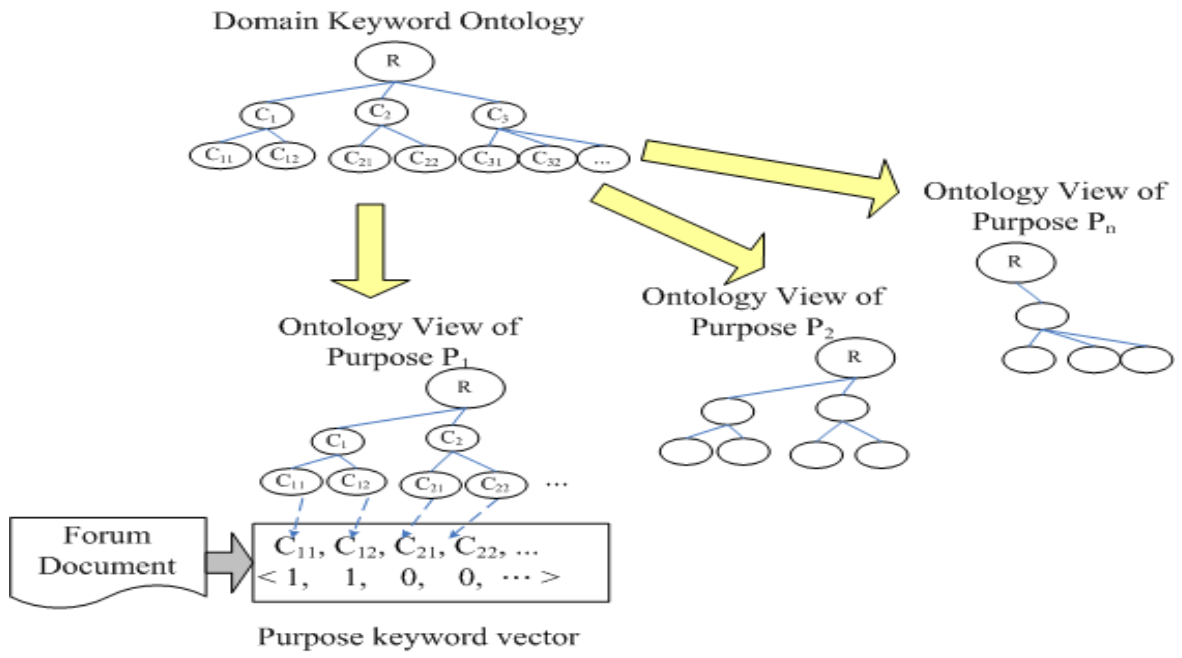 Domain Keyword Ontology
R
C₁ C₂ C₃
C₁₁ C₁₂ C₂₁ C₂₂ C₃₁ C₃₂ ...
Ontology View of
Purpose Pₙ
R
Ontology View of
Purpose P₂
R
Ontology View of
Purpose P₁
R
C₁ C₂
C₁₁ C₁₂ C₂₁ C₂₂ ...
Forum
Document
C₁₁, C₁₂, C₂₁, C₂₂, ...
< 1, 1, 0, 0, ⋯ >
Purpose keyword vector